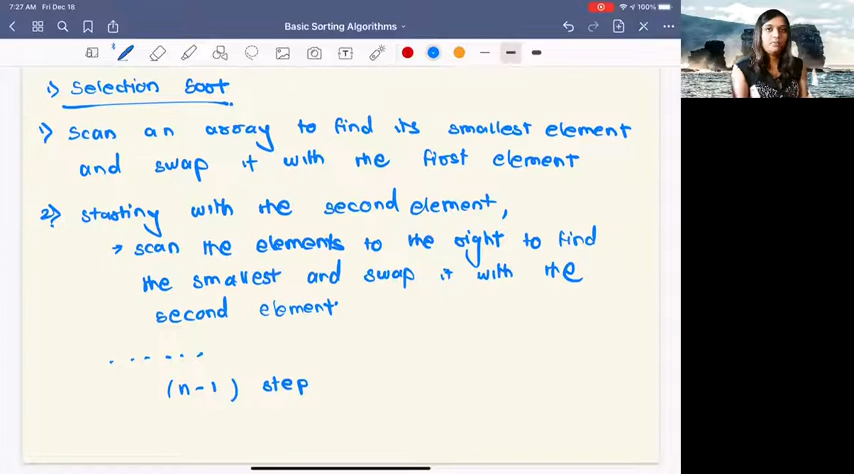 7:27 AM Fri Dec 18
100%
Basic Sorting Algorithms
1) Selection Sort
1) scan an array to find its smallest element
and swap it with the first element
2) starting with the second element,
→ scan the elements to the right to find
the smallest and swap it with the
second element.
......
(n-1) step